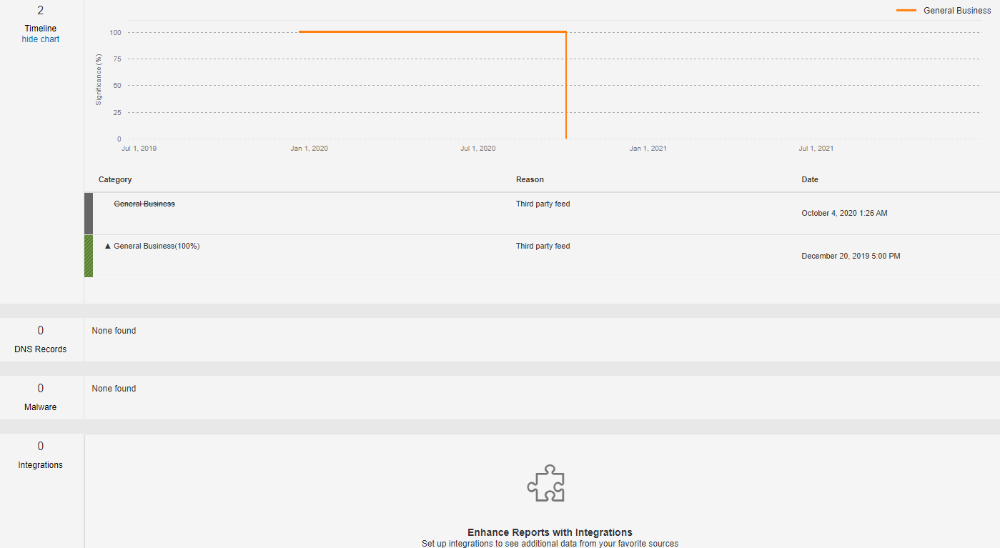 2
Timeline
hide chart
General Business
Significance (%)
100
75
50
25
0
Jul 1, 2019
Jan 1, 2020
Jul 1, 2020
Jan 1, 2021
Jul 1, 2021
Category Reason Date
General Business Third party feed
October 4, 2020 1:26 AM
▲ General Business(100%) Third party feed
December 20, 2019 5:00 PM
0
DNS Records
None found
0
Malware
None found
0
Integrations
Enhance Reports with Integrations
Set up integrations to see additional data from your favorite sources